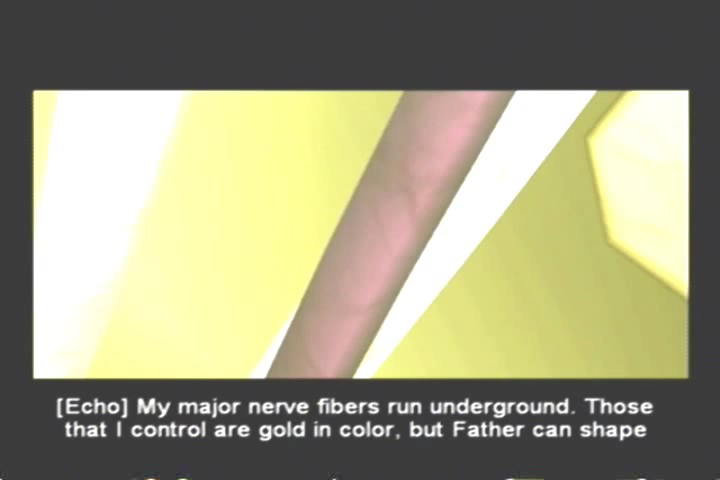 [Echo] My major nerve fibers run underground. Those
that I control are gold in color, but Father can shape